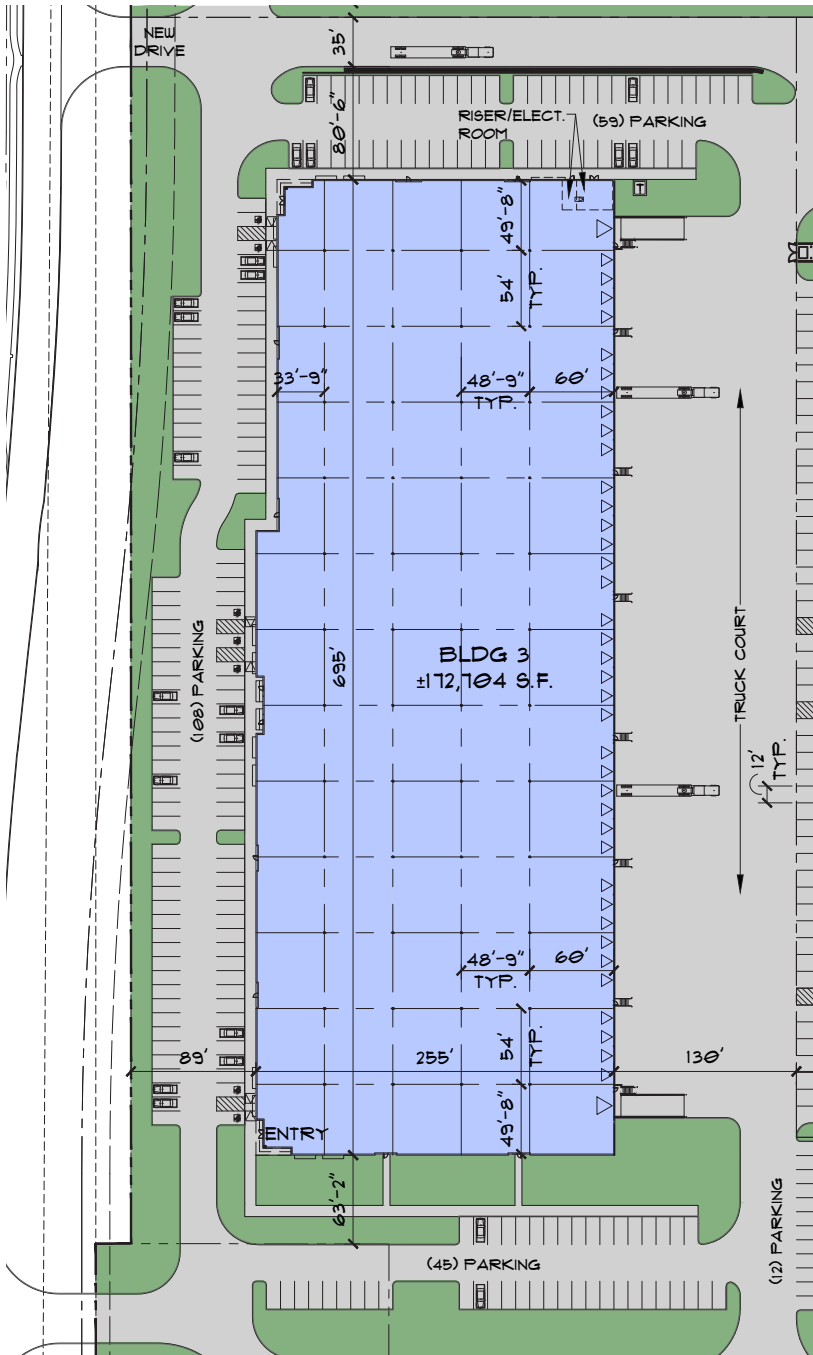 NEW
DRIVE
35'
80'-6"
RISER/ELECT.
ROOM
(59) PARKING
49'-8"
54'
TYP.
33'-9"
48'-9"
TYP.
60'
(108) PARKING
695'
BLDG 3
±172,704 S.F.
TRUCK COURT
12'
TYP.
48'-9"
TYP.
60'
89'
255'
54'
TYP.
130'
49'-8"
ENTRY
63'-2"
(45) PARKING
(12) PARKING